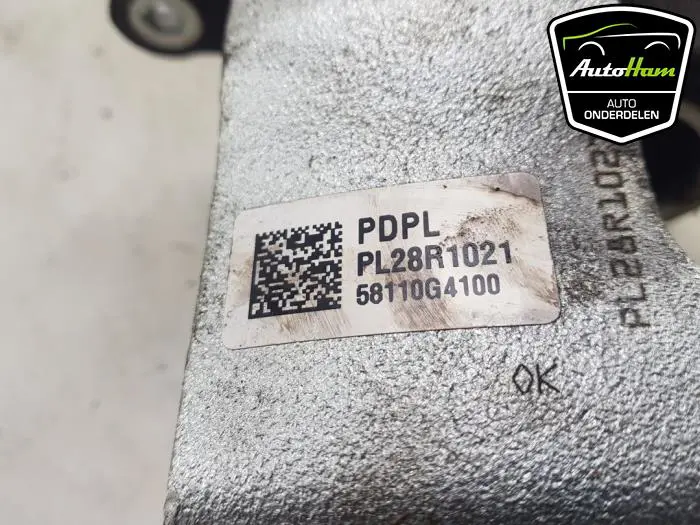 AutoHam
AUTO
ONDERDELEN
PDPL
PL28R1021
58110G4100
PL28R102
OK